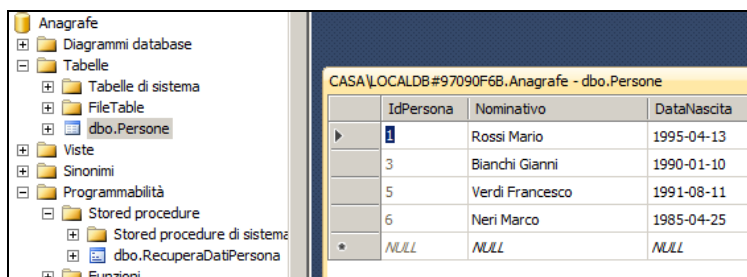 Anagrafe
Diagrammi database
Tabelle
Tabelle di sistema
FileTable
dbo.Persone
Viste
Sinonimi
Programmabilità
Stored procedure
Stored procedure di sistema
dbo.RecuperaDatiPersona
Funzioni
CASA\LOCALDB#97090F6B.Anagrafe - dbo.Persone
IdPersona Nominativo DataNascita
1 Rossi Mario 1995-04-13
3 Bianchi Gianni 1990-01-10
5 Verdi Francesco 1991-08-11
6 Neri Marco 1985-04-25
NULL NULL NULL